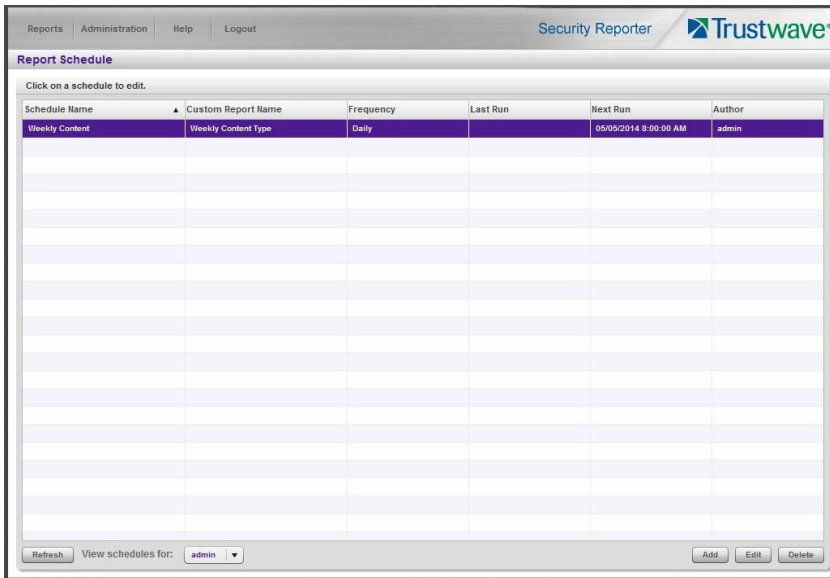 Reports Administration Help Logout Security Reporter Trustwave
Report Schedule
Click on a schedule to edit.
Schedule Name Custom Report Name Frequency Last Run Next Run Author
Weekly Content Weekly Content Type Daily 05/05/2014 8:00:00 AM admin
Refresh View schedules for: admin Add Edit Delete